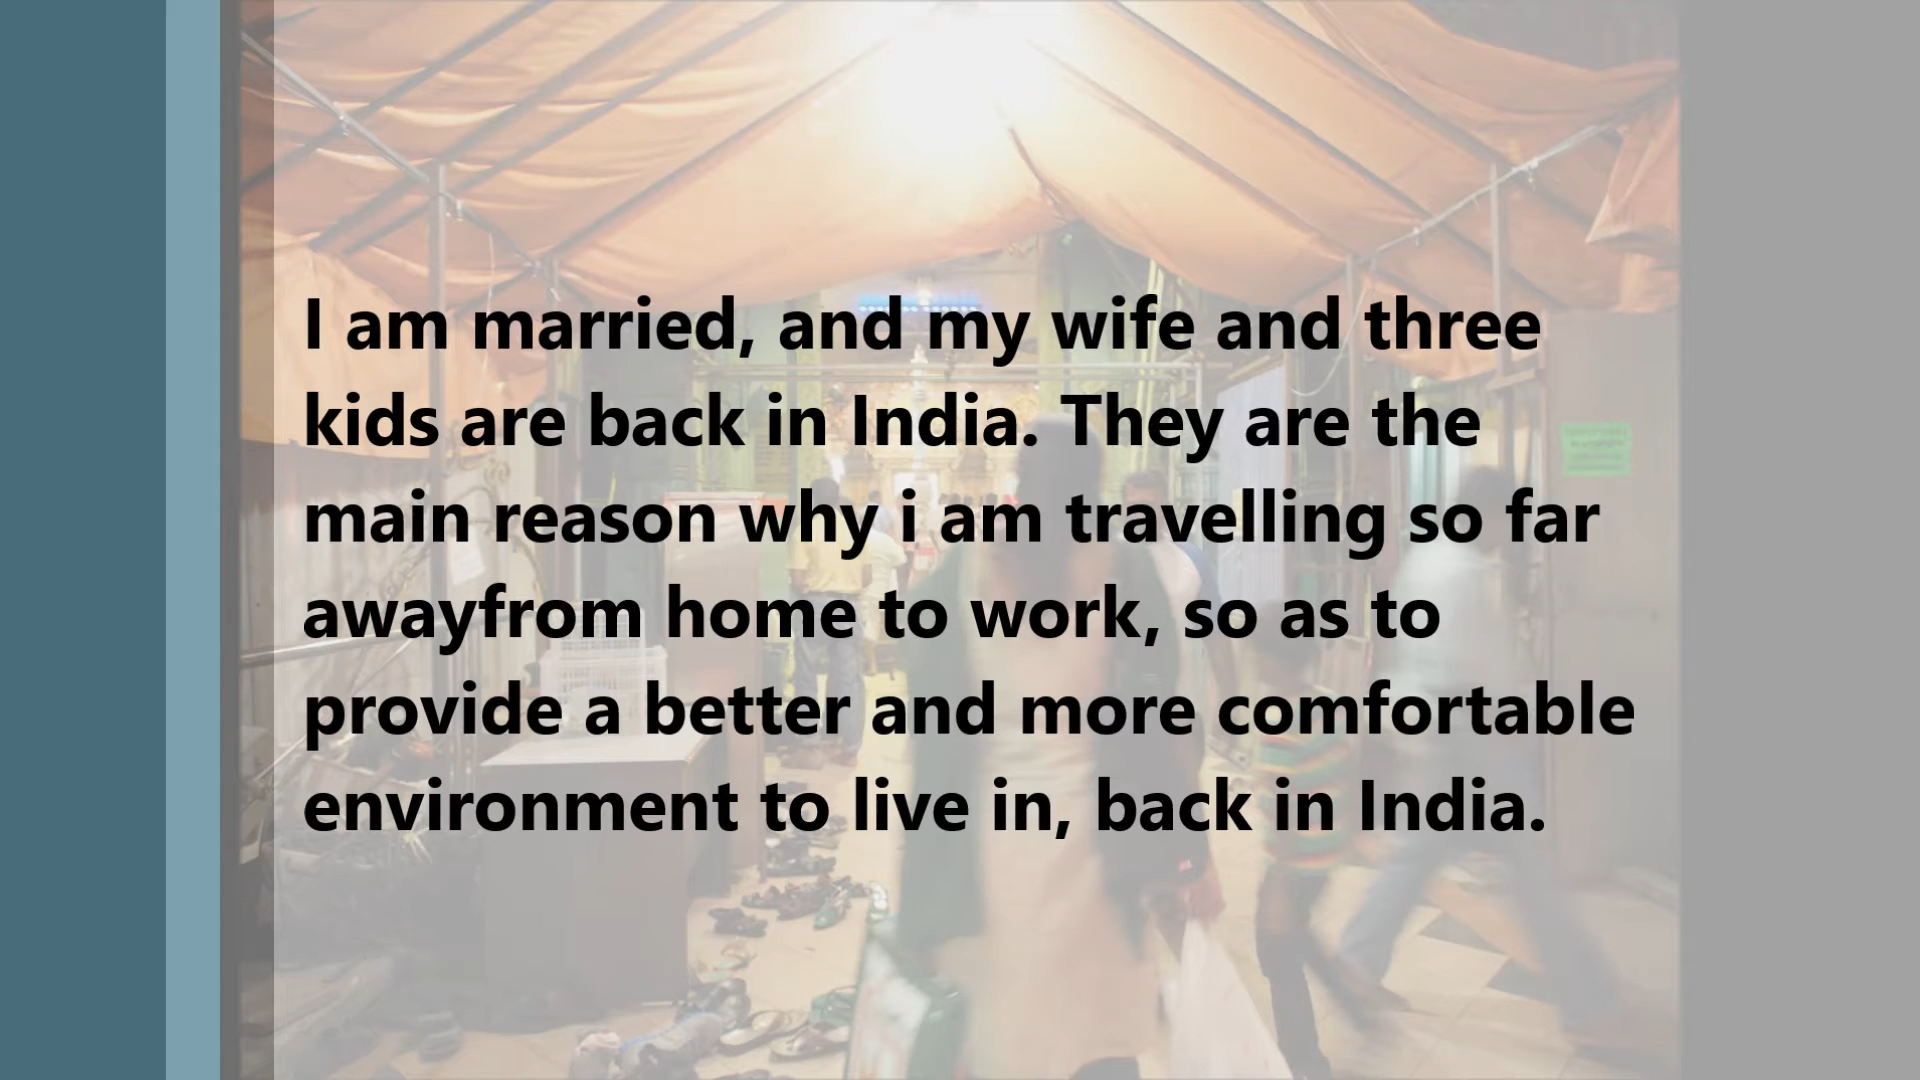 I am married, and my wife and three
kids are back in India. They are the
main reason why i am travelling so far
awayfrom home to work, so as to
provide a better and more comfortable
environment to live in, back in India.